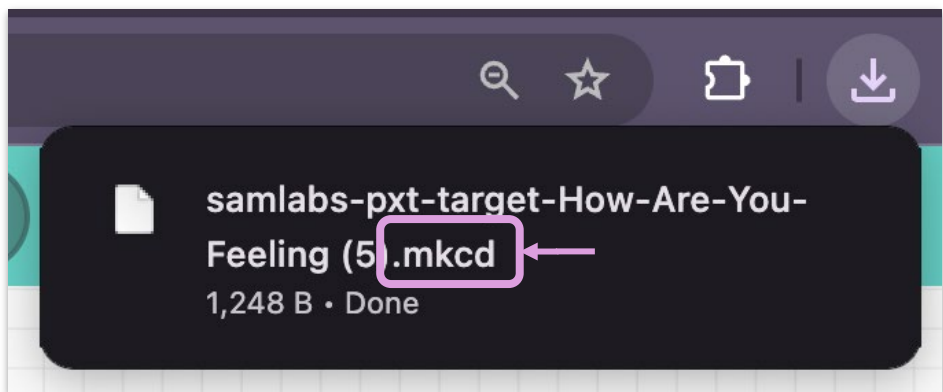 samlabs-pxt-target-How-Are-You-
Feeling (5).mkcd
1,248 B • Done